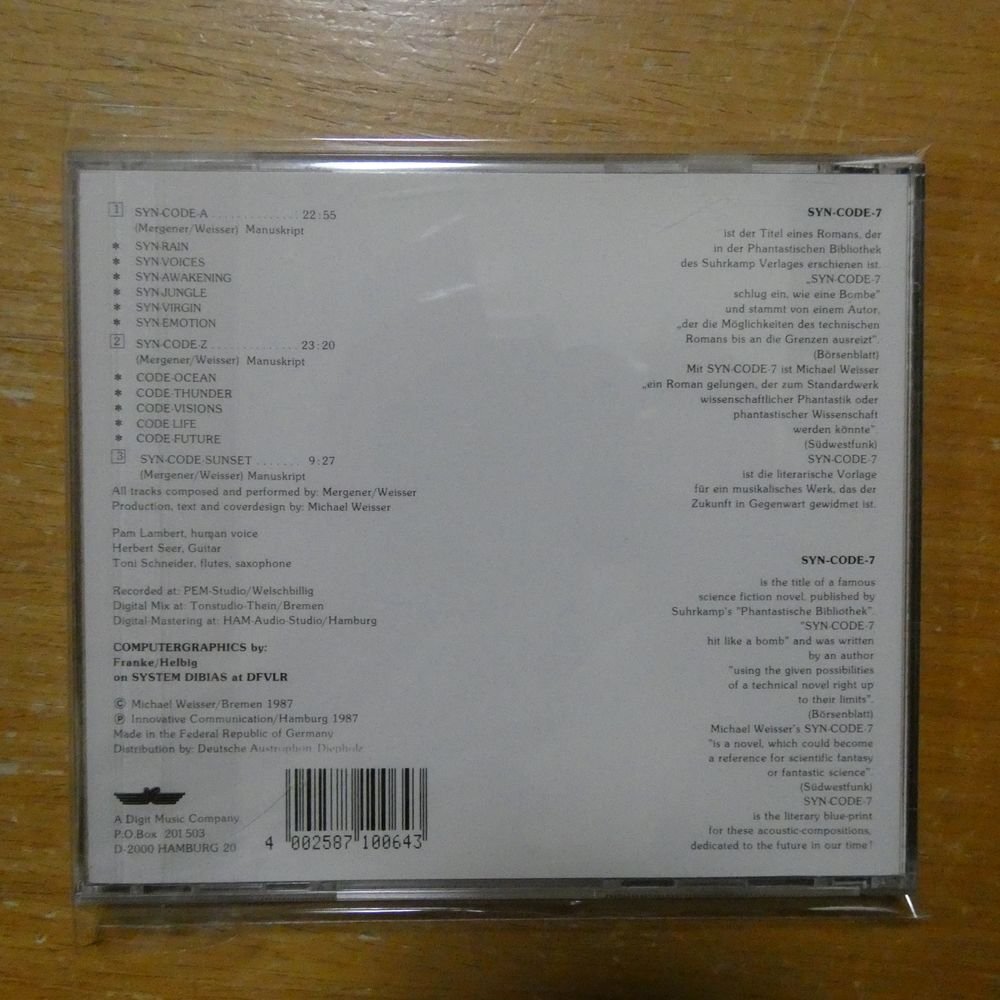 1 SYN-CODE-A . . . . . . . . . . . . . 22:55
(Mergener/Weisser) Manuskript
* SYN-RAIN
* SYN-VOICES
* SYN-AWAKENING
* SYN-JUNGLE
* SYN-VIRGIN
* SYN-EMOTION
2 SYN-CODE-Z . . . . . . . . . . . . . 23:20
(Mergener/Weisser) Manuskript
* CODE-OCEAN
* CODE-THUNDER
* CODE-VISIONS
* CODE LIFE
* CODE-FUTURE
3 SYN-CODE-SUNSET . . . . . . . 9:27
(Mergener/Weisser) Manuskript
All tracks composed and performed by: Mergener/Weisser
Production, text and coverdesign by: Michael Weisser
Pam Lambert, human voice
Herbert Seer, Guitar
Toni Schneider, flutes, saxophone
Recorded at: PEM-Studio/Welschbillig
Digital Mix at: Tonstudio-Thein/Bremen
Digital-Mastering at: HAM-Audio-Studio/Hamburg
COMPUTERGRAPHICS by:
Franke/Helbig
on SYSTEM DIBIAS at DFVLR
© Michael Weisser/Bremen 1987
℗ Innovative Communication/Hamburg 1987
Made in the Federal Republic of Germany
Distribution by: Deutsche Austrophon Diepholz
A Digit Music Company
P.O.Box 201 503
D-2000 HAMBURG 20
4 002587 100643
SYN-CODE-7
ist der Titel eines Romans, der
in der Phantastischen Bibliothek
des Suhrkamp Verlages erschienen ist.
„SYN-CODE-7
schlug ein, wie eine Bombe"
und stammt von einem Autor,
„der die Möglichkeiten des technischen
Romans bis an die Grenzen ausreizt".
(Börsenblatt)
Mit SYN-CODE-7 ist Michael Weisser
„ein Roman gelungen, der zum Standardwerk
wissenschaftlicher Phantastik oder
phantastischer Wissenschaft
werden könnte".
(Südwestfunk)
SYN-CODE-7
ist die literarische Vorlage
für ein musikalisches Werk, das der
Zukunft in Gegenwart gewidmet ist.
SYN-CODE-7
is the title of a famous
science fiction novel, published by
Suhrkamp's "Phantastische Bibliothek".
"SYN-CODE-7
hit like a bomb" and was written
by an author
"using the given possibilities
of a technical novel right up
to their limits".
(Börsenblatt)
Michael Weisser's SYN-CODE-7
"is a novel, which could become
a reference for scientific fantasy
or fantastic science".
(Südwestfunk)
SYN-CODE-7
is the literary blue-print
for these acoustic-compositions,
dedicated to the future in our time!